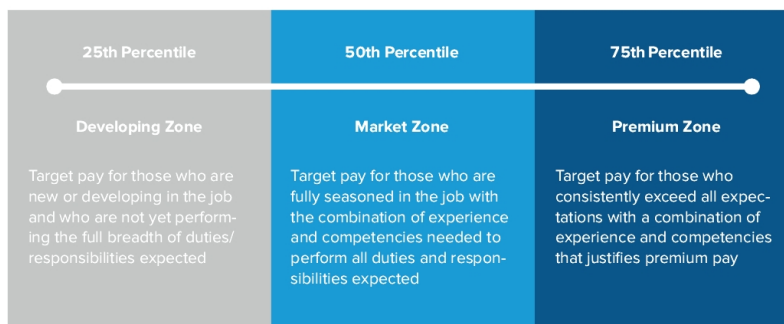 25th Percentile
Developing Zone
Target pay for those who are
new or developing in the job
and who are not yet perform-
ing the full breadth of duties/
responsibilities expected
50th Percentile
Market Zone
Target pay for those who are
fully seasoned in the job with
the combination of experience
and competencies needed to
perform all duties and respon-
sibilities expected
75th Percentile
Premium Zone
Target pay for those who
consistently exceed all expec-
tations with a combination of
experience and competencies
that justifies premium pay